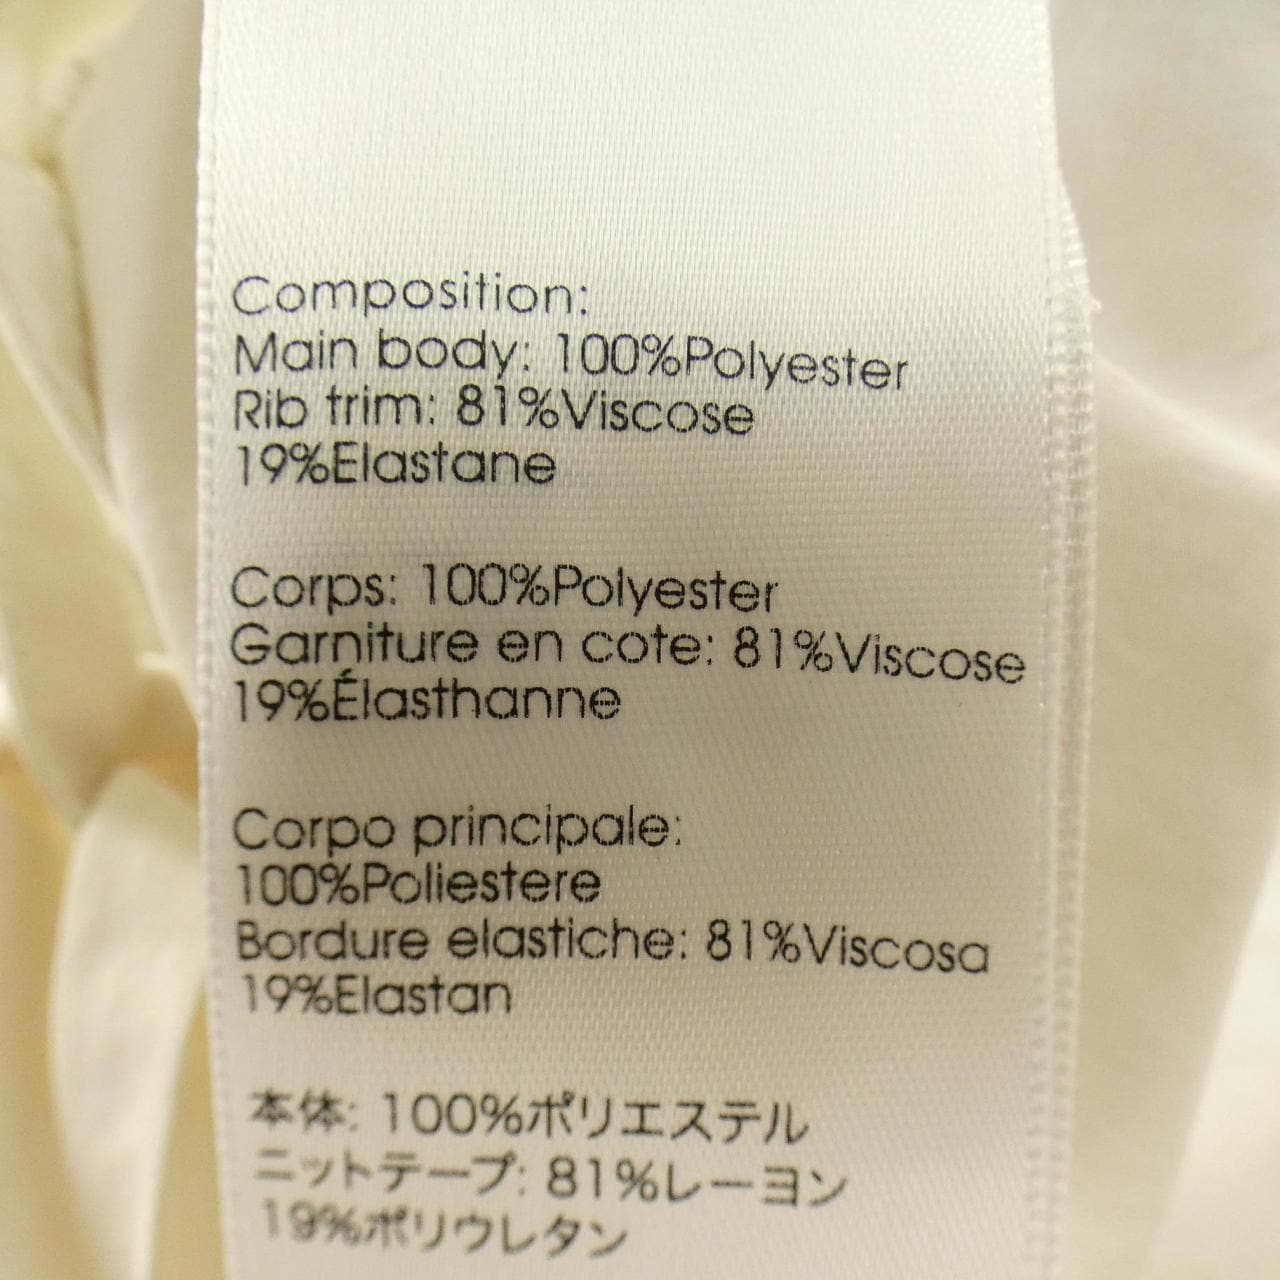 Composition:
Main body: 100%Polyester
Rib trim: 81%Viscose
19%Elastane
Corps: 100%Polyester
Garniture en cote: 81%Viscose
19%Élasthanne
Corpo principale:
100%Poliestere
Bordure elastiche: 81%Viscosa
19%Elastan
本体: 100%ポリエステル
ニットテープ: 81%レーヨン
19%ポリウレタン